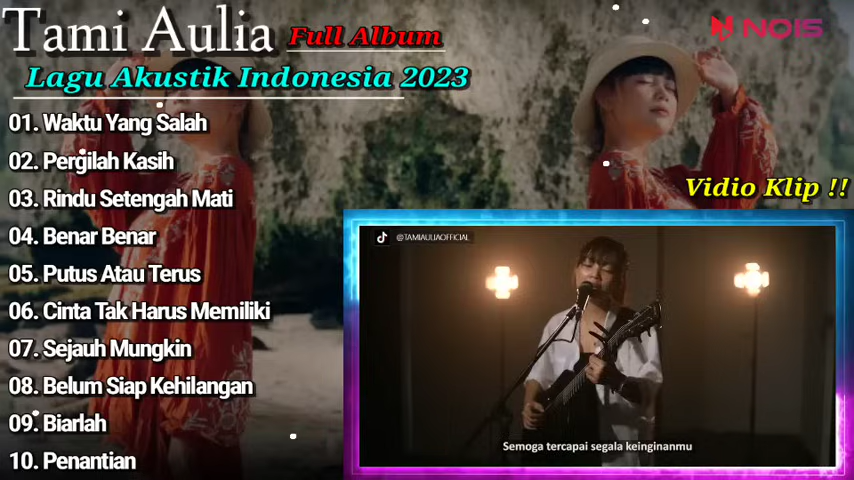 Tami Aulia Full Album
NOIS
Lagu Akustik Indonesia 2023
01. Waktu Yang Salah
02. Pergilah Kasih
03. Rindu Setengah Mati
04. Benar Benar
05. Putus Atau Terus
06. Cinta Tak Harus Memiliki
07. Sejauh Mungkin
08. Belum Siap Kehilangan
09. Biarlah
10. Penantian
Vidio Klip !!
@TAMIAULIAOFFICIAL
Semoga tercapai segala keinginanmu